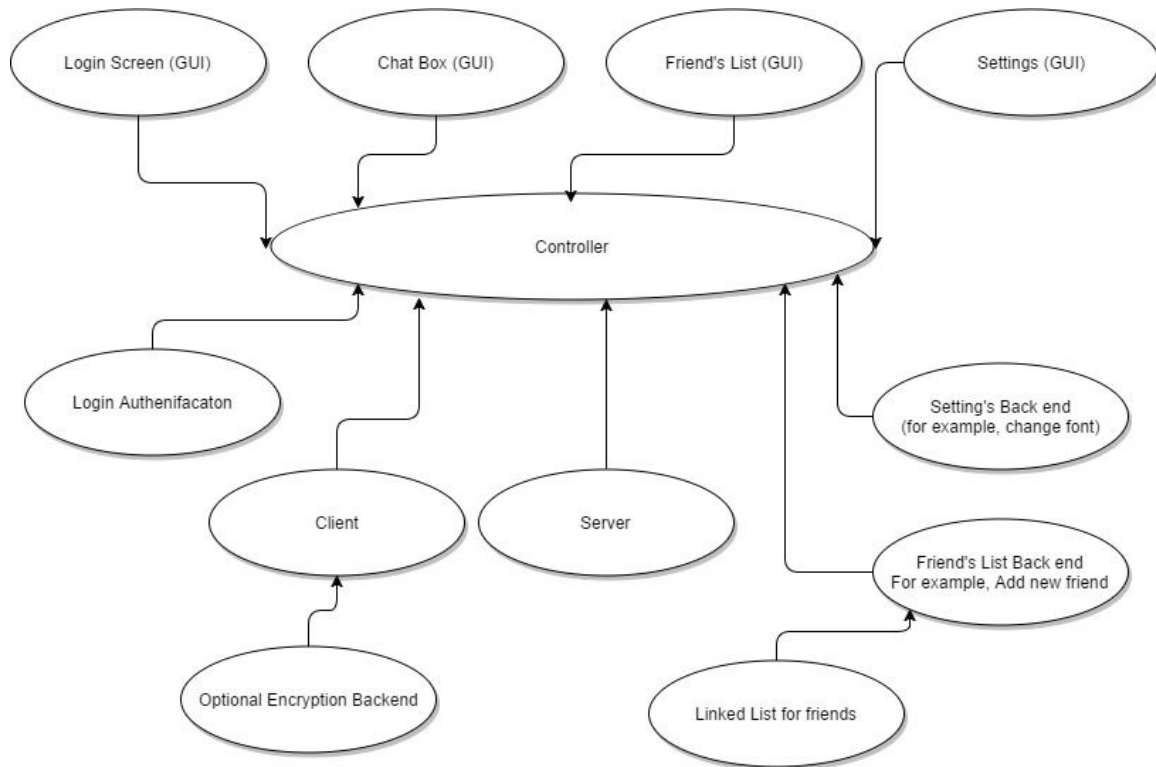 Login Screen (GUI)
Chat Box (GUI)
Friend's List (GUI)
Settings (GUI)
Controller
Login Authenifacaton
Setting's Back end
(for example, change font)
Client
Server
Friend's List Back end
For example, Add new friend
Optional Encryption Backend
Linked List for friends